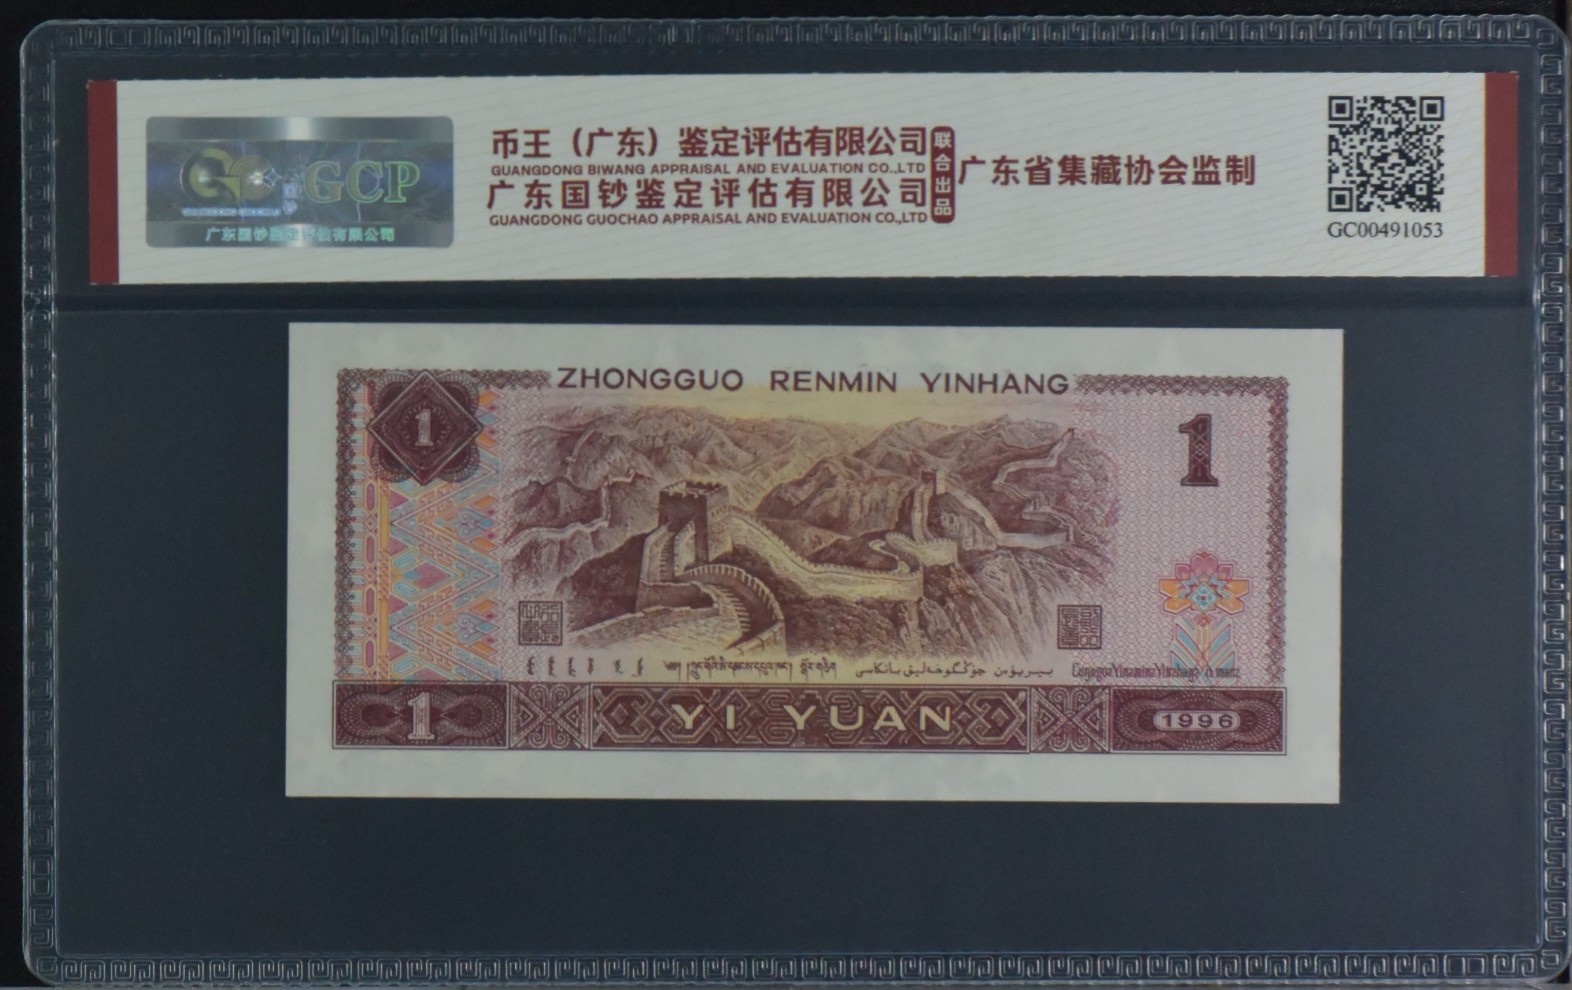 GCP
广东国钞鉴定评估有限公司
币王（广东）鉴定评估有限公司
GUANGDONG BIWANG APPRAISAL AND EVALUATION CO.,LTD
广东国钞鉴定评估有限公司
GUANGDONG GUOCHAO APPRAISAL AND EVALUATION CO.,LTD
联合出品
广东省集藏协会监制
GC00491053
ZHONGGUO RENMIN YINHANG
1
1
1
YI YUAN
1996